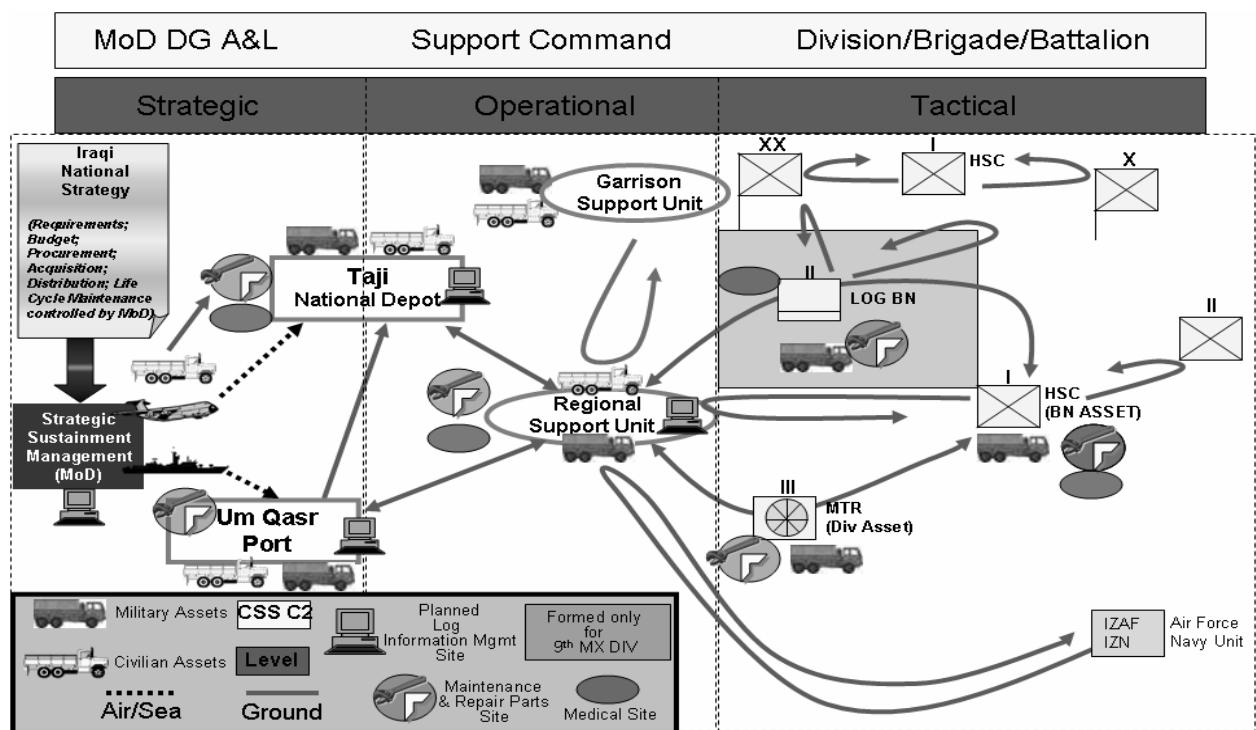 MoD DG A&L
Support Command
Division/Brigade/Battalion
Strategic
Operational
Tactical
Iraqi
National
Strategy
(Requirements;
Budget;
Procurement;
Acquisition;
Distribution; Life
Cycle Maintenance
controlled by MoD)
Strategic
Sustainment
Management
(MoD)
Taji
National Depot
Um Qasr
Port
Garrison
Support Unit
Regional
Support Unit
XX
I
HSC
X
II
LOG BN
II
I
HSC
(BN ASSET)
III
MTR
(Div Asset)
IZAF
IZN
Air Force
Navy Unit
Military Assets
CSS C2
Civilian Assets
Level
Air/Sea
Ground
Planned
Log
Information Mgmt
Site
Formed only
for
9th MX DIV
Maintenance
& Repair Parts
Site
Medical Site